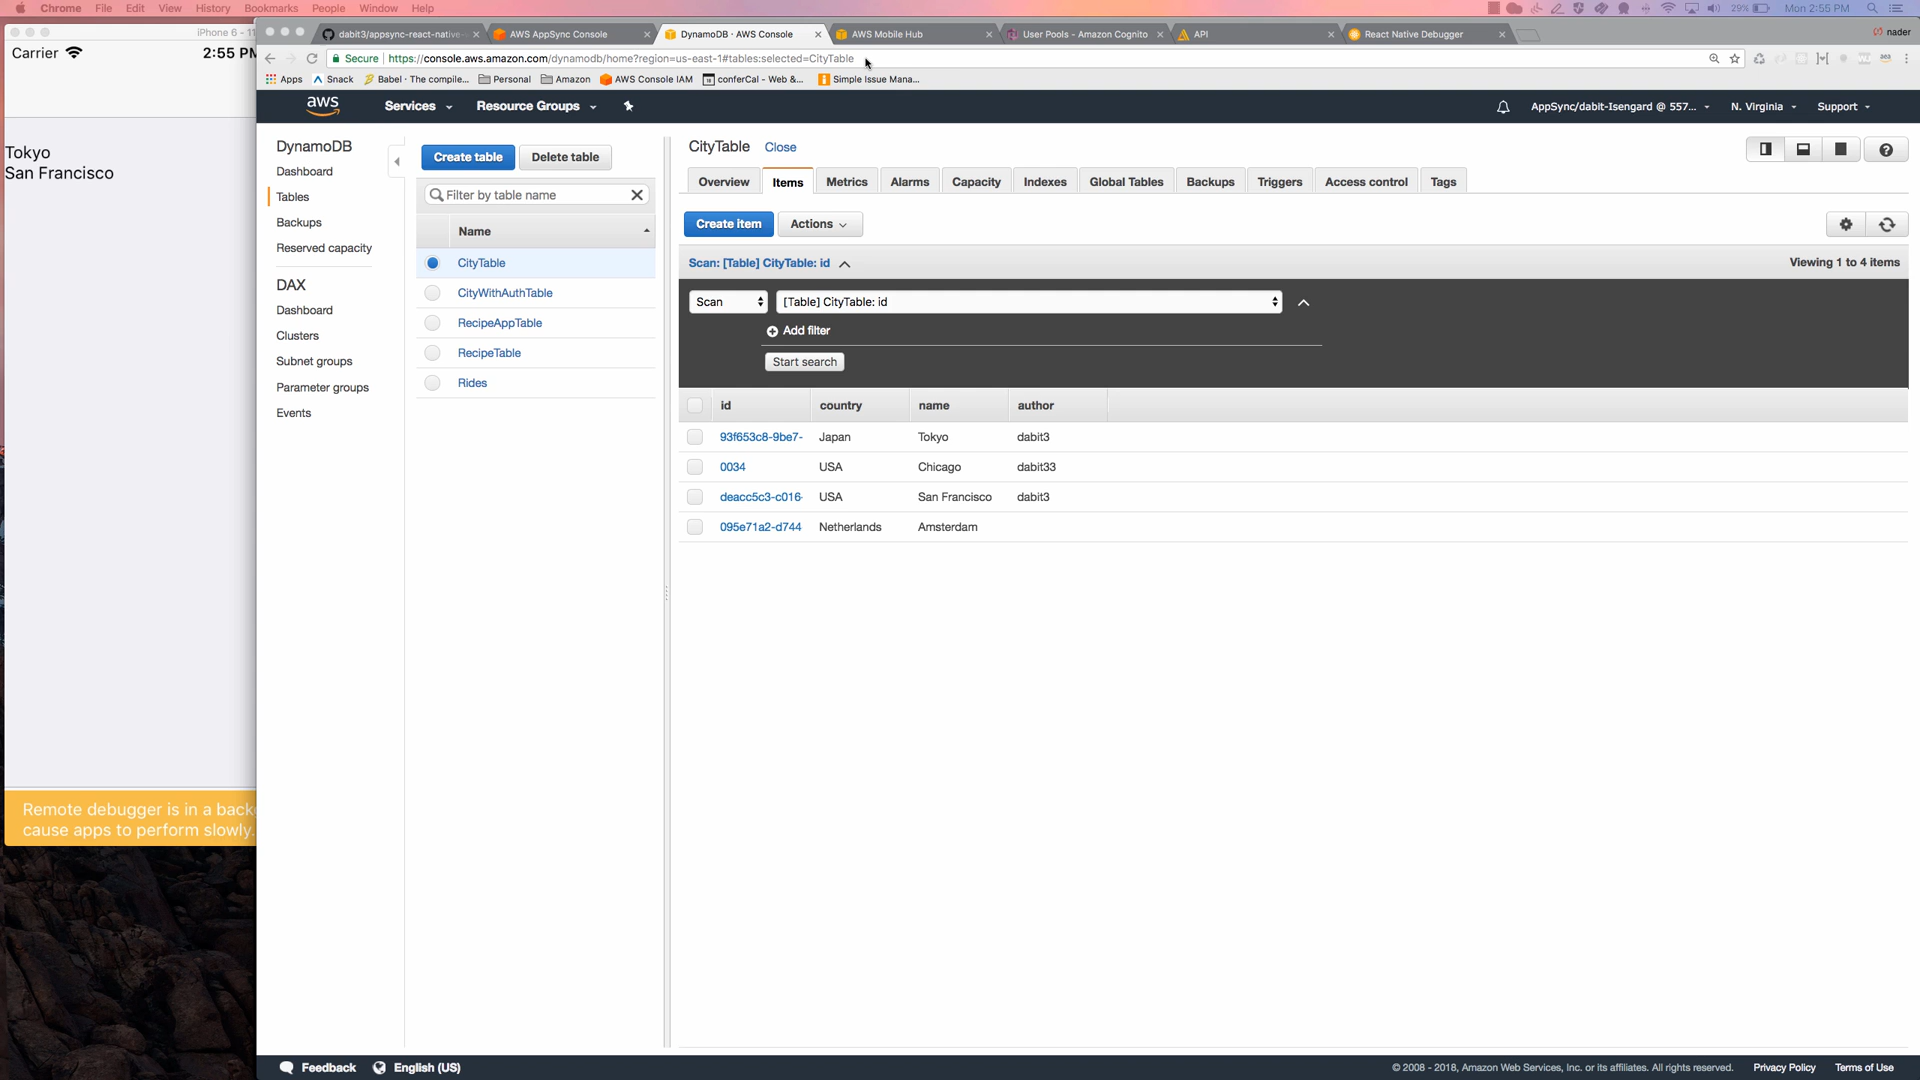 Chrome File Edit View History Bookmarks People Window Help
29% Mon 2:55 PM
iPhone 6 - 11
Carrier 2:55 PM
Tokyo
San Francisco
Remote debugger is in a backg
cause apps to perform slowly.
dabit3/appsync-react-native-
AWS AppSync Console
DynamoDB · AWS Console
AWS Mobile Hub
User Pools - Amazon Cognito
API
React Native Debugger
nader
Secure https://console.aws.amazon.com/dynamodb/home?region=us-east-1#tables:selected=CityTable
Apps Snack Babel · The compile... Personal Amazon AWS Console IAM conferCal - Web &... Simple Issue Mana...
aws Services Resource Groups
AppSync/dabit-Isengard @ 557... N. Virginia Support
DynamoDB
Dashboard
Tables
Backups
Reserved capacity
DAX
Dashboard
Clusters
Subnet groups
Parameter groups
Events
Create table Delete table
Filter by table name
Name
CityTable
CityWithAuthTable
RecipeAppTable
RecipeTable
Rides
CityTable Close
Overview Items Metrics Alarms Capacity Indexes Global Tables Backups Triggers Access control Tags
Create item Actions
Scan: [Table] CityTable: id
Viewing 1 to 4 items
Scan [Table] CityTable: id
Add filter
Start search
id country name author
93f653c8-9be7- Japan Tokyo dabit3
0034 USA Chicago dabit33
deacc5c3-c016- USA San Francisco dabit3
095e71a2-d744 Netherlands Amsterdam
Feedback English (US)
© 2008 - 2018, Amazon Web Services, Inc. or its affiliates. All rights reserved. Privacy Policy Terms of Use